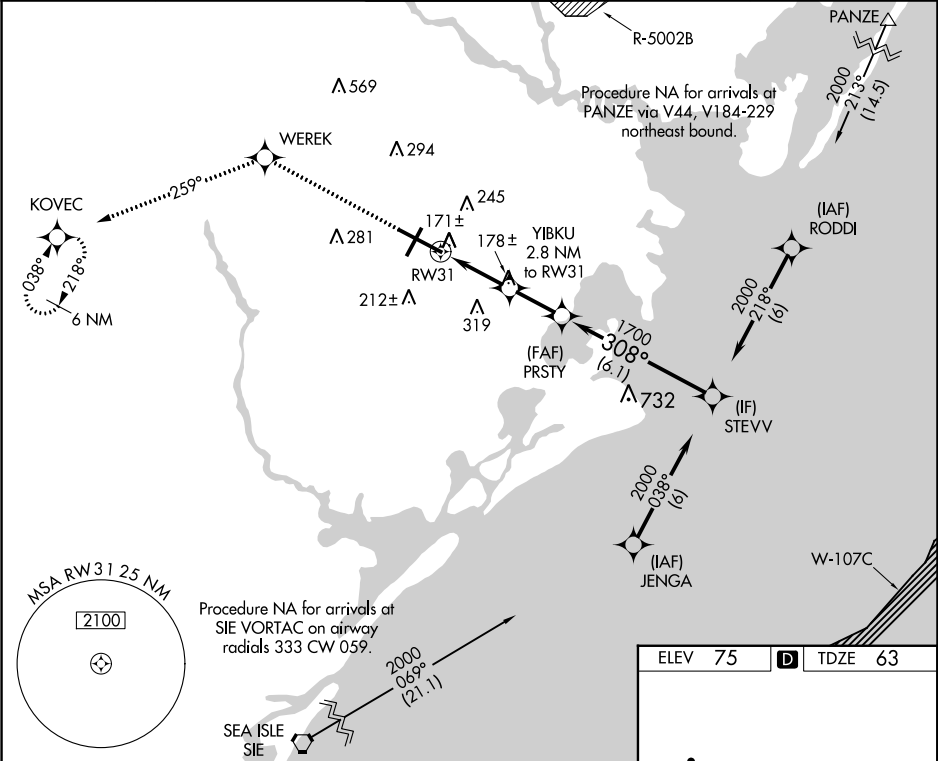 PANZE
R-5002B
2000
213°
(14.5)
Procedure NA for arrivals at
PANZE via V44, V184-229
northeast bound.
569
WEREK
294
259°
KOVEC
038°
218°
6 NM
245
171±
281
178±
YIBKU
2.8 NM
to RW31
RW31
212±
319
(IAF)
RODDI
2000
218°
(6)
1700
308°
(6.1)
(FAF)
PRSTY
732
(IF)
STEVV
2000
038°
(6)
(IAF)
JENGA
W-107C
MSA RW31 25 NM
2100
Procedure NA for arrivals at
SIE VORTAC on airway
radials 333 CW 059.
2000
069°
(21.1)
SEA ISLE
SIE
ELEV 75 D TDZE 63